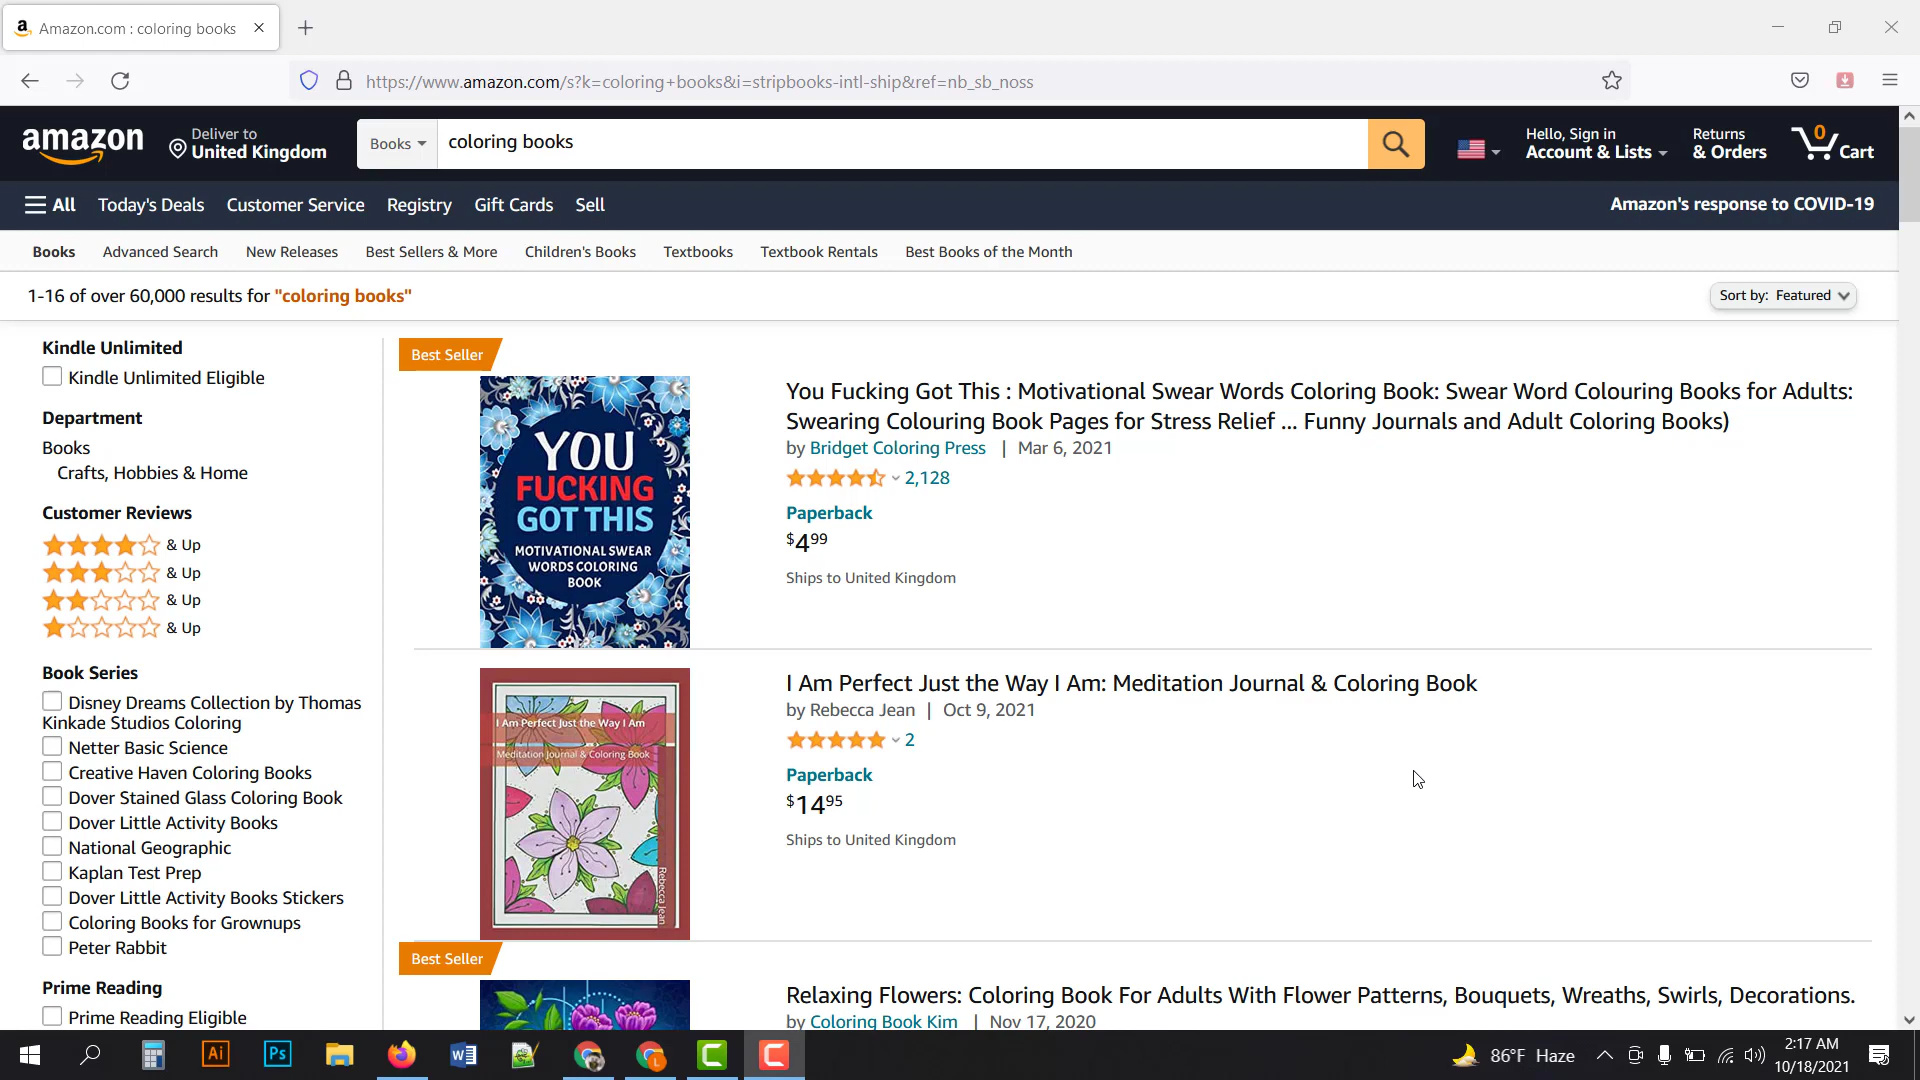 Amazon.com : coloring books
https://www.amazon.com/s?k=coloring+books&i=stripbooks-intl-ship&ref=nb_sb_noss
amazon
Deliver to
United Kingdom
Books
coloring books
Hello, Sign in
Account & Lists
Returns
& Orders
0
Cart
All
Today's Deals
Customer Service
Registry
Gift Cards
Sell
Amazon's response to COVID-19
Books
Advanced Search
New Releases
Best Sellers & More
Children's Books
Textbooks
Textbook Rentals
Best Books of the Month
1-16 of over 60,000 results for "coloring books"
Sort by: Featured
Kindle Unlimited
Kindle Unlimited Eligible
Department
Books
Crafts, Hobbies & Home
Customer Reviews
& Up
& Up
& Up
& Up
Book Series
Disney Dreams Collection by Thomas
Kinkade Studios Coloring
Netter Basic Science
Creative Haven Coloring Books
Dover Stained Glass Coloring Book
Dover Little Activity Books
National Geographic
Kaplan Test Prep
Dover Little Activity Books Stickers
Coloring Books for Grownups
Peter Rabbit
Prime Reading
Prime Reading Eligible
Best Seller
YOU
FUCKING
GOT THIS
MOTIVATIONAL SWEAR
WORDS COLORING
BOOK
You Fucking Got This : Motivational Swear Words Coloring Book: Swear Word Colouring Books for Adults:
Swearing Colouring Book Pages for Stress Relief ... Funny Journals and Adult Coloring Books)
by Bridget Coloring Press | Mar 6, 2021
2,128
Paperback
$4 99
Ships to United Kingdom
I Am Perfect Just the Way I Am
Meditation Journal & Coloring Book
Rebecca Jean
I Am Perfect Just the Way I Am: Meditation Journal & Coloring Book
by Rebecca Jean | Oct 9, 2021
2
Paperback
$14 95
Ships to United Kingdom
Best Seller
Relaxing Flowers: Coloring Book For Adults With Flower Patterns, Bouquets, Wreaths, Swirls, Decorations.
by Coloring Book Kim | Nov 17, 2020
Ai
Ps
86°F Haze
2:17 AM
10/18/2021